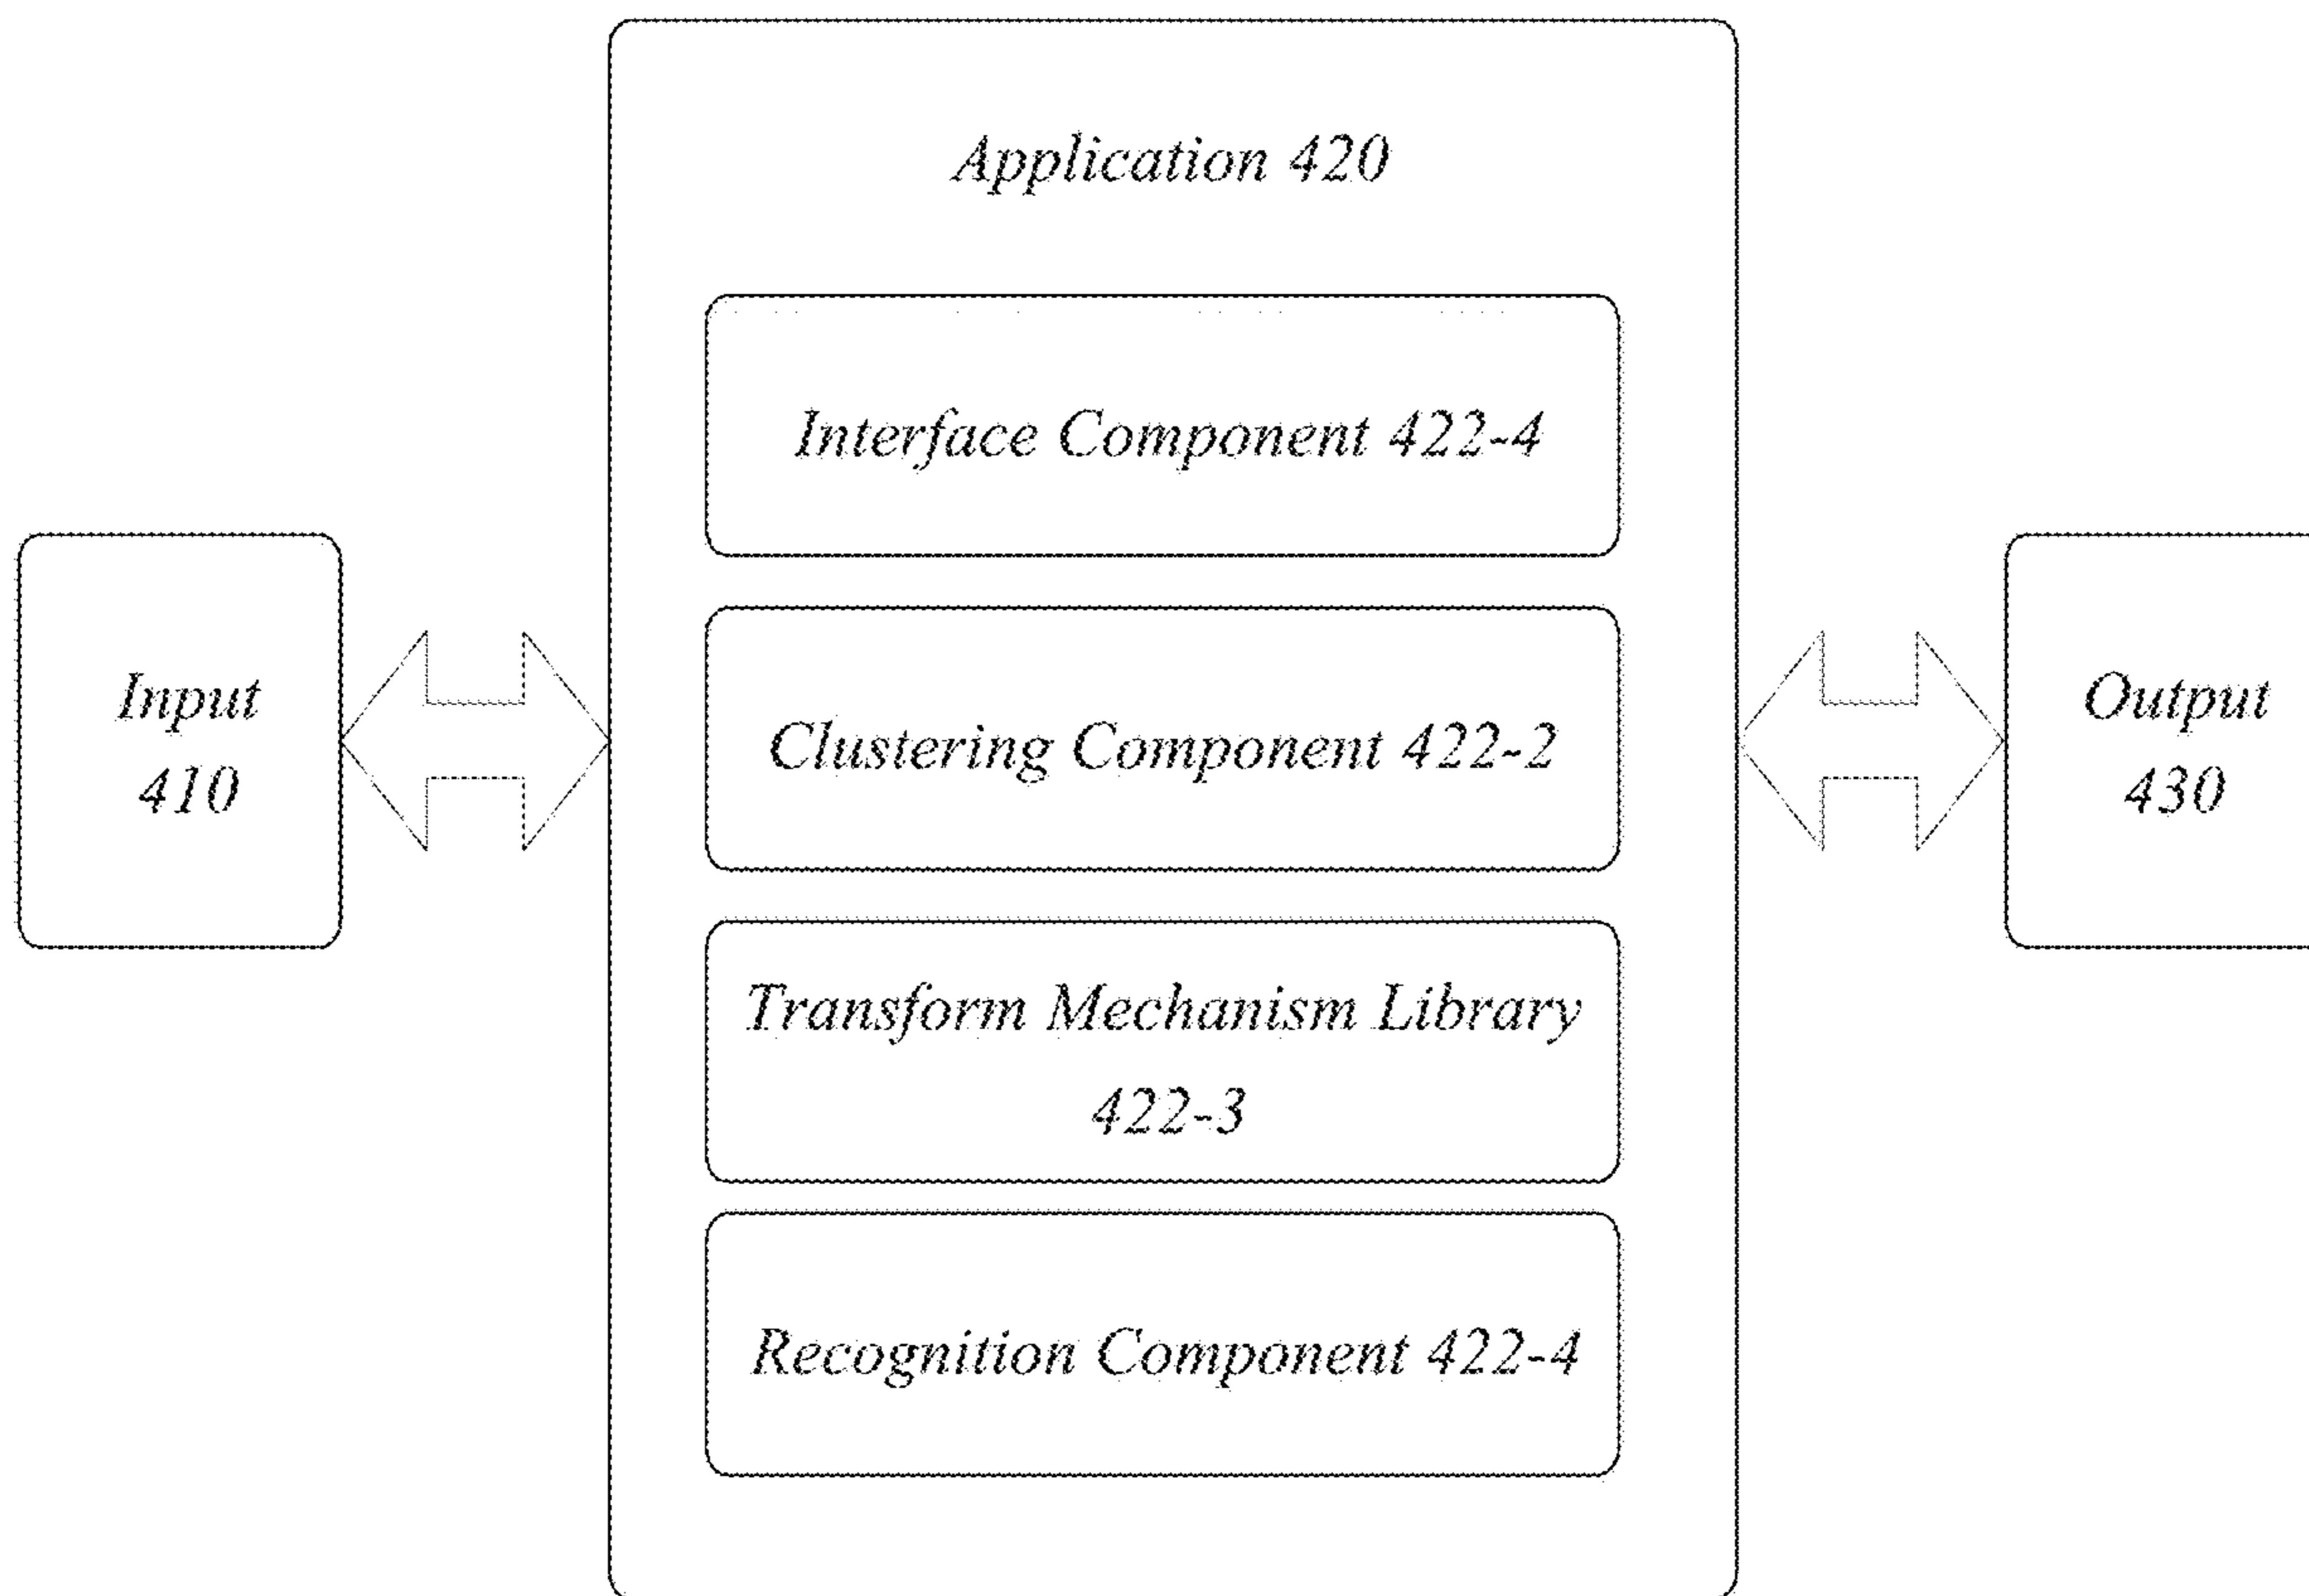 Application 420
Interface Component 422-4
Input
410
Clustering Component 422-2
Output
430
Transform Mechanism Library
422-3
Recognition Component 422-4